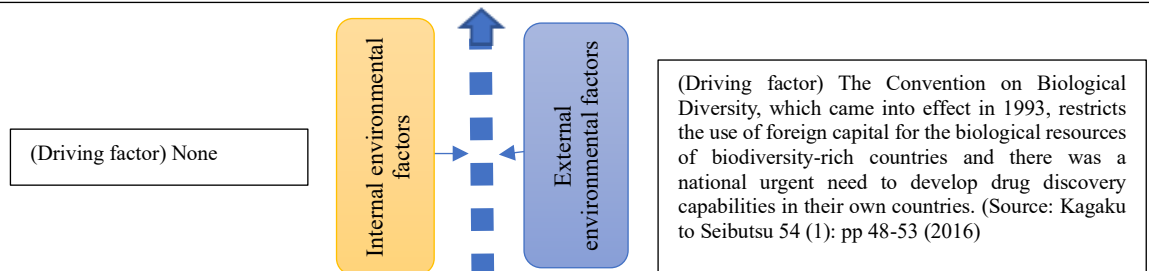 (Driving factor) None
Internal environmental
factors
External
environmental factors
(Driving factor) The Convention on Biological
Diversity, which came into effect in 1993, restricts
the use of foreign capital for the biological resources
of biodiversity-rich countries and there was a
national urgent need to develop drug discovery
capabilities in their own countries. (Source: Kagaku
to Seibutsu 54 (1): pp 48-53 (2016)